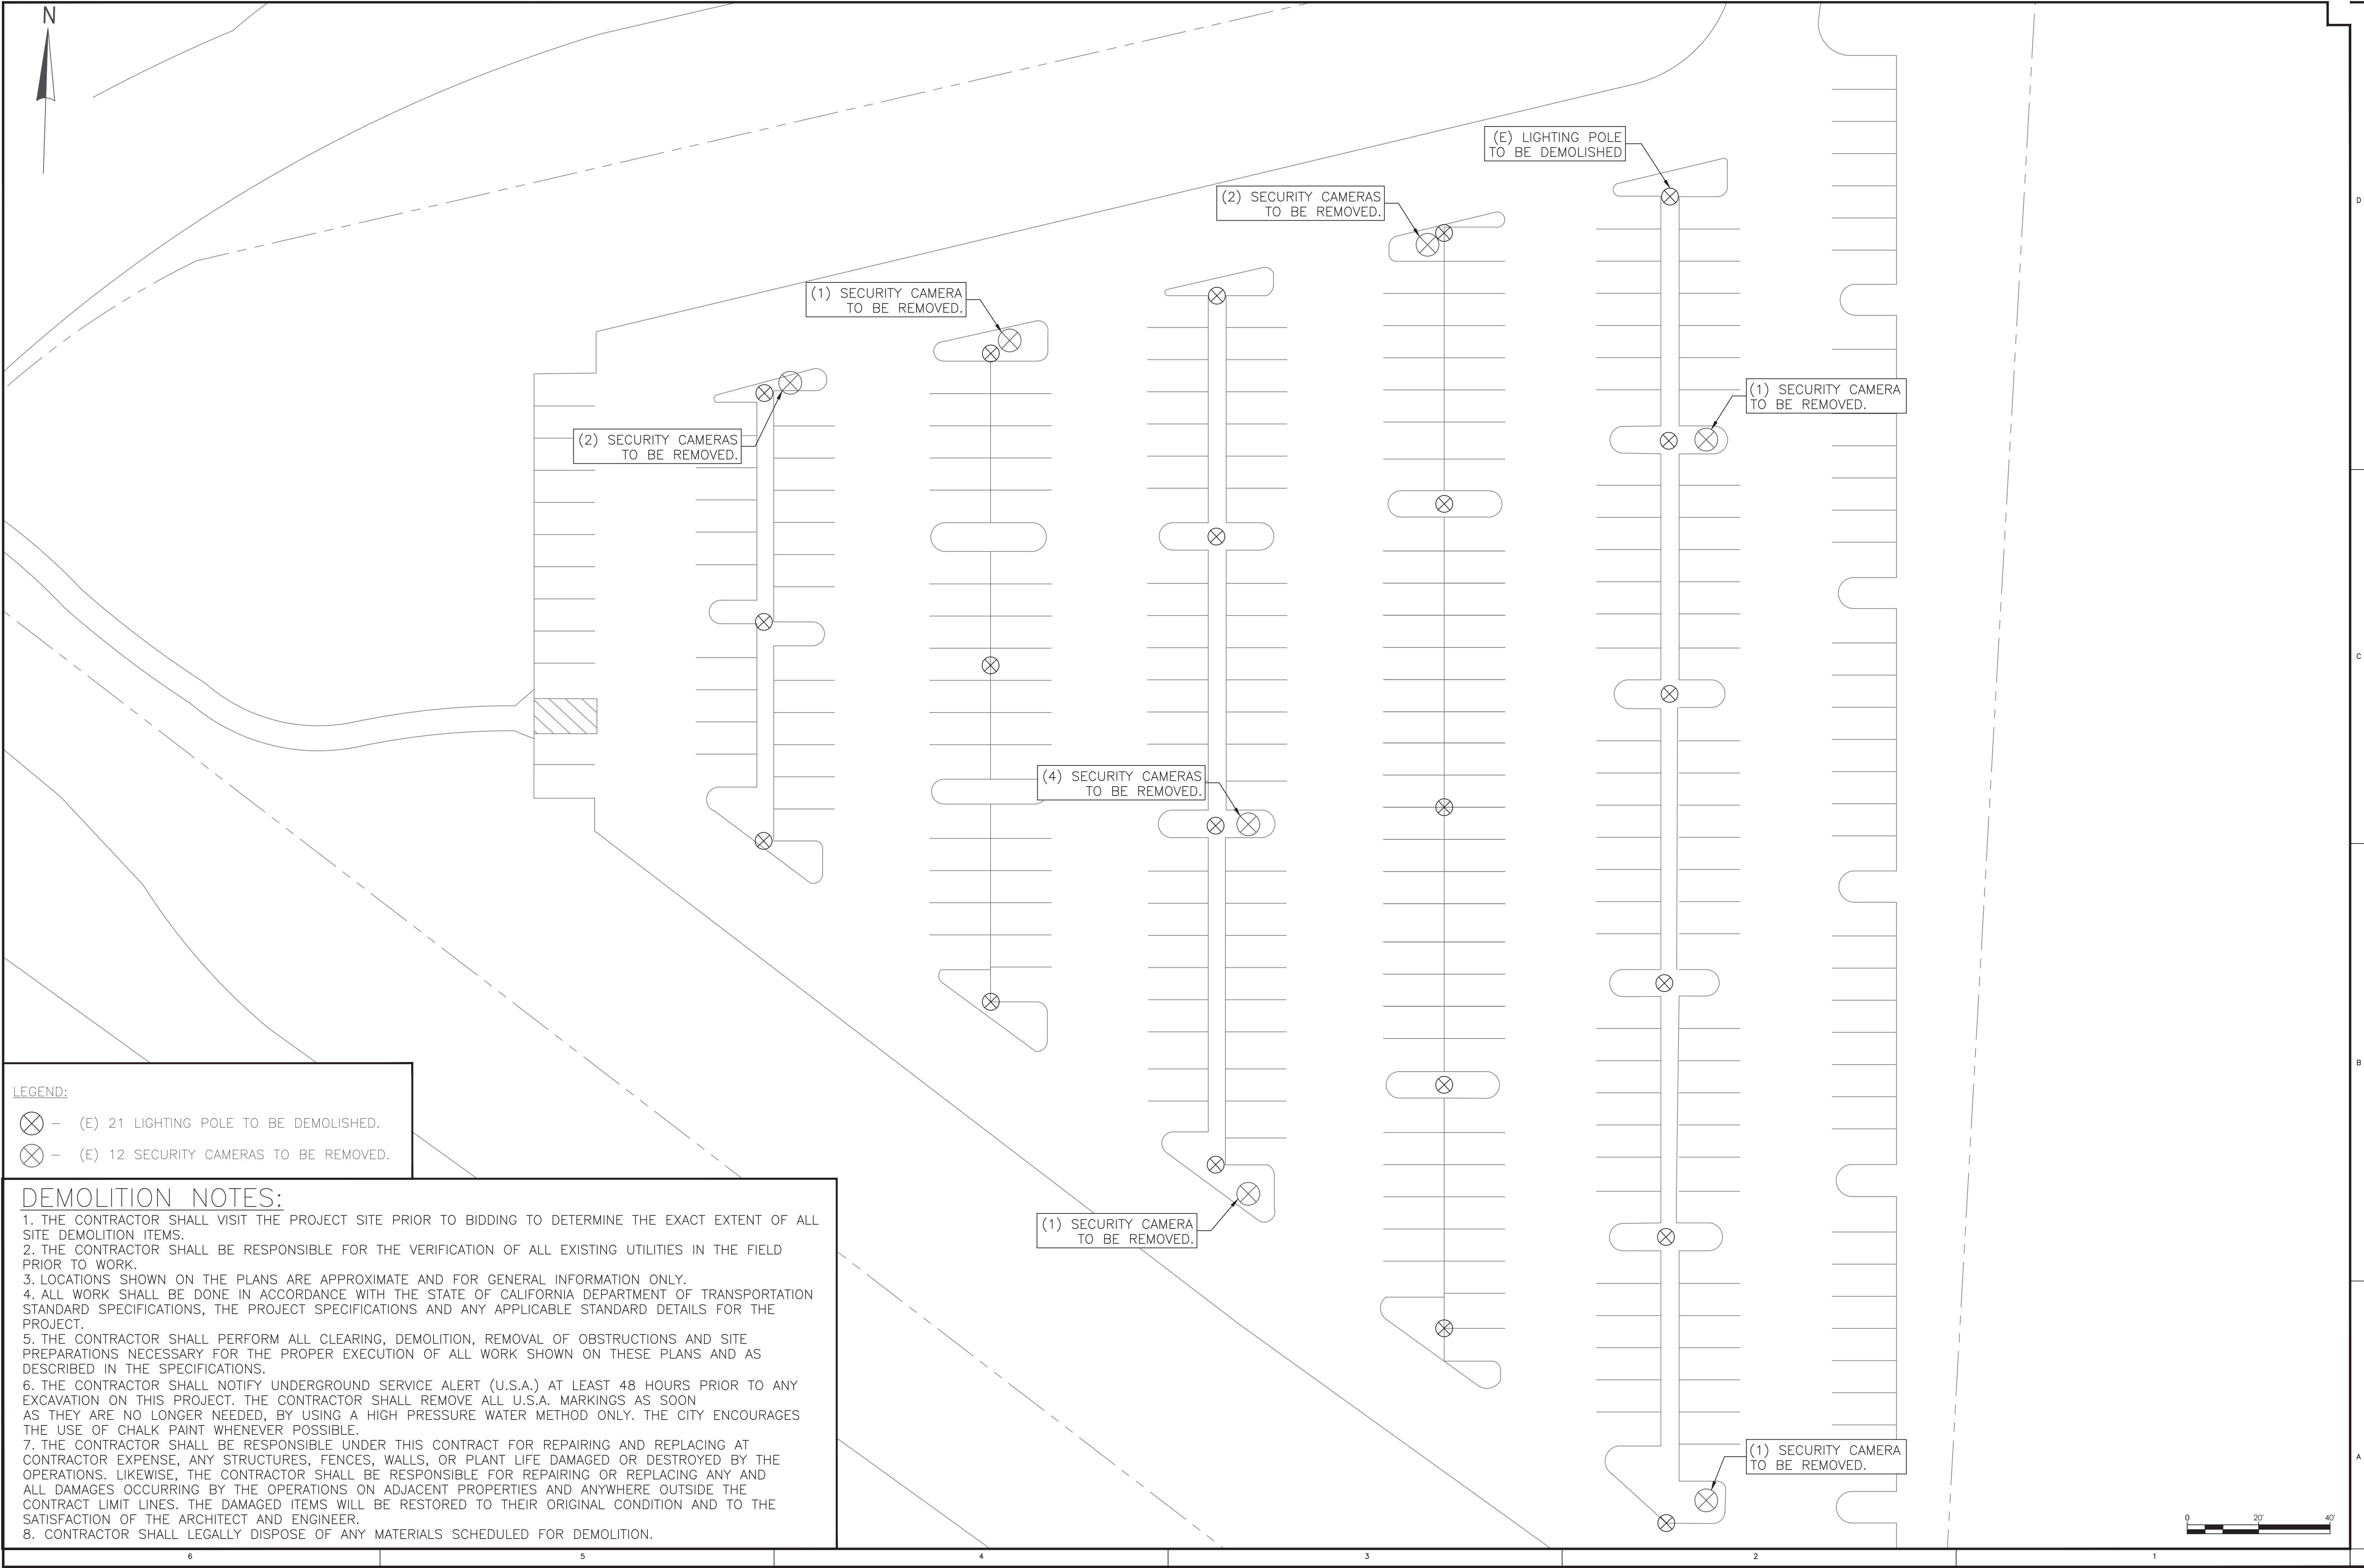 N
(E) LIGHTING POLE
TO BE DEMOLISHED
(2) SECURITY CAMERAS
TO BE REMOVED.
D
(1) SECURITY CAMERA
TO BE REMOVED.
(1) SECURITY CAMERA
TO BE REMOVED.
(2) SECURITY CAMERAS
TO BE REMOVED.
C
(4) SECURITY CAMERAS
TO BE REMOVED.
B
LEGEND:
– (E) 21 LIGHTING POLE TO BE DEMOLISHED.
– (E) 12 SECURITY CAMERAS TO BE REMOVED.
(1) SECURITY CAMERA
TO BE REMOVED.
DEMOLITION NOTES:
1. THE CONTRACTOR SHALL VISIT THE PROJECT SITE PRIOR TO BIDDING TO DETERMINE THE EXACT EXTENT OF ALL
SITE DEMOLITION ITEMS.
2. THE CONTRACTOR SHALL BE RESPONSIBLE FOR THE VERIFICATION OF ALL EXISTING UTILITIES IN THE FIELD
PRIOR TO WORK.
3. LOCATIONS SHOWN ON THE PLANS ARE APPROXIMATE AND FOR GENERAL INFORMATION ONLY.
4. ALL WORK SHALL BE DONE IN ACCORDANCE WITH THE STATE OF CALIFORNIA DEPARTMENT OF TRANSPORTATION
STANDARD SPECIFICATIONS, THE PROJECT SPECIFICATIONS AND ANY APPLICABLE STANDARD DETAILS FOR THE
PROJECT.
5. THE CONTRACTOR SHALL PERFORM ALL CLEARING, DEMOLITION, REMOVAL OF OBSTRUCTIONS AND SITE
PREPARATIONS NECESSARY FOR THE PROPER EXECUTION OF ALL WORK SHOWN ON THESE PLANS AND AS
DESCRIBED IN THE SPECIFICATIONS.
6. THE CONTRACTOR SHALL NOTIFY UNDERGROUND SERVICE ALERT (U.S.A.) AT LEAST 48 HOURS PRIOR TO ANY
EXCAVATION ON THIS PROJECT. THE CONTRACTOR SHALL REMOVE ALL U.S.A. MARKINGS AS SOON
AS THEY ARE NO LONGER NEEDED, BY USING A HIGH PRESSURE WATER METHOD ONLY. THE CITY ENCOURAGES
THE USE OF CHALK PAINT WHENEVER POSSIBLE.
7. THE CONTRACTOR SHALL BE RESPONSIBLE UNDER THIS CONTRACT FOR REPAIRING AND REPLACING AT
CONTRACTOR EXPENSE, ANY STRUCTURES, FENCES, WALLS, OR PLANT LIFE DAMAGED OR DESTROYED BY THE
OPERATIONS. LIKEWISE, THE CONTRACTOR SHALL BE RESPONSIBLE FOR REPAIRING OR REPLACING ANY AND
ALL DAMAGES OCCURRING BY THE OPERATIONS ON ADJACENT PROPERTIES AND ANYWHERE OUTSIDE THE
CONTRACT LIMIT LINES. THE DAMAGED ITEMS WILL BE RESTORED TO THEIR ORIGINAL CONDITION AND TO THE
SATISFACTION OF THE ARCHITECT AND ENGINEER.
8. CONTRACTOR SHALL LEGALLY DISPOSE OF ANY MATERIALS SCHEDULED FOR DEMOLITION.
(1) SECURITY CAMERA
TO BE REMOVED.
A
0 20' 40'
6 5 4 3 2 1